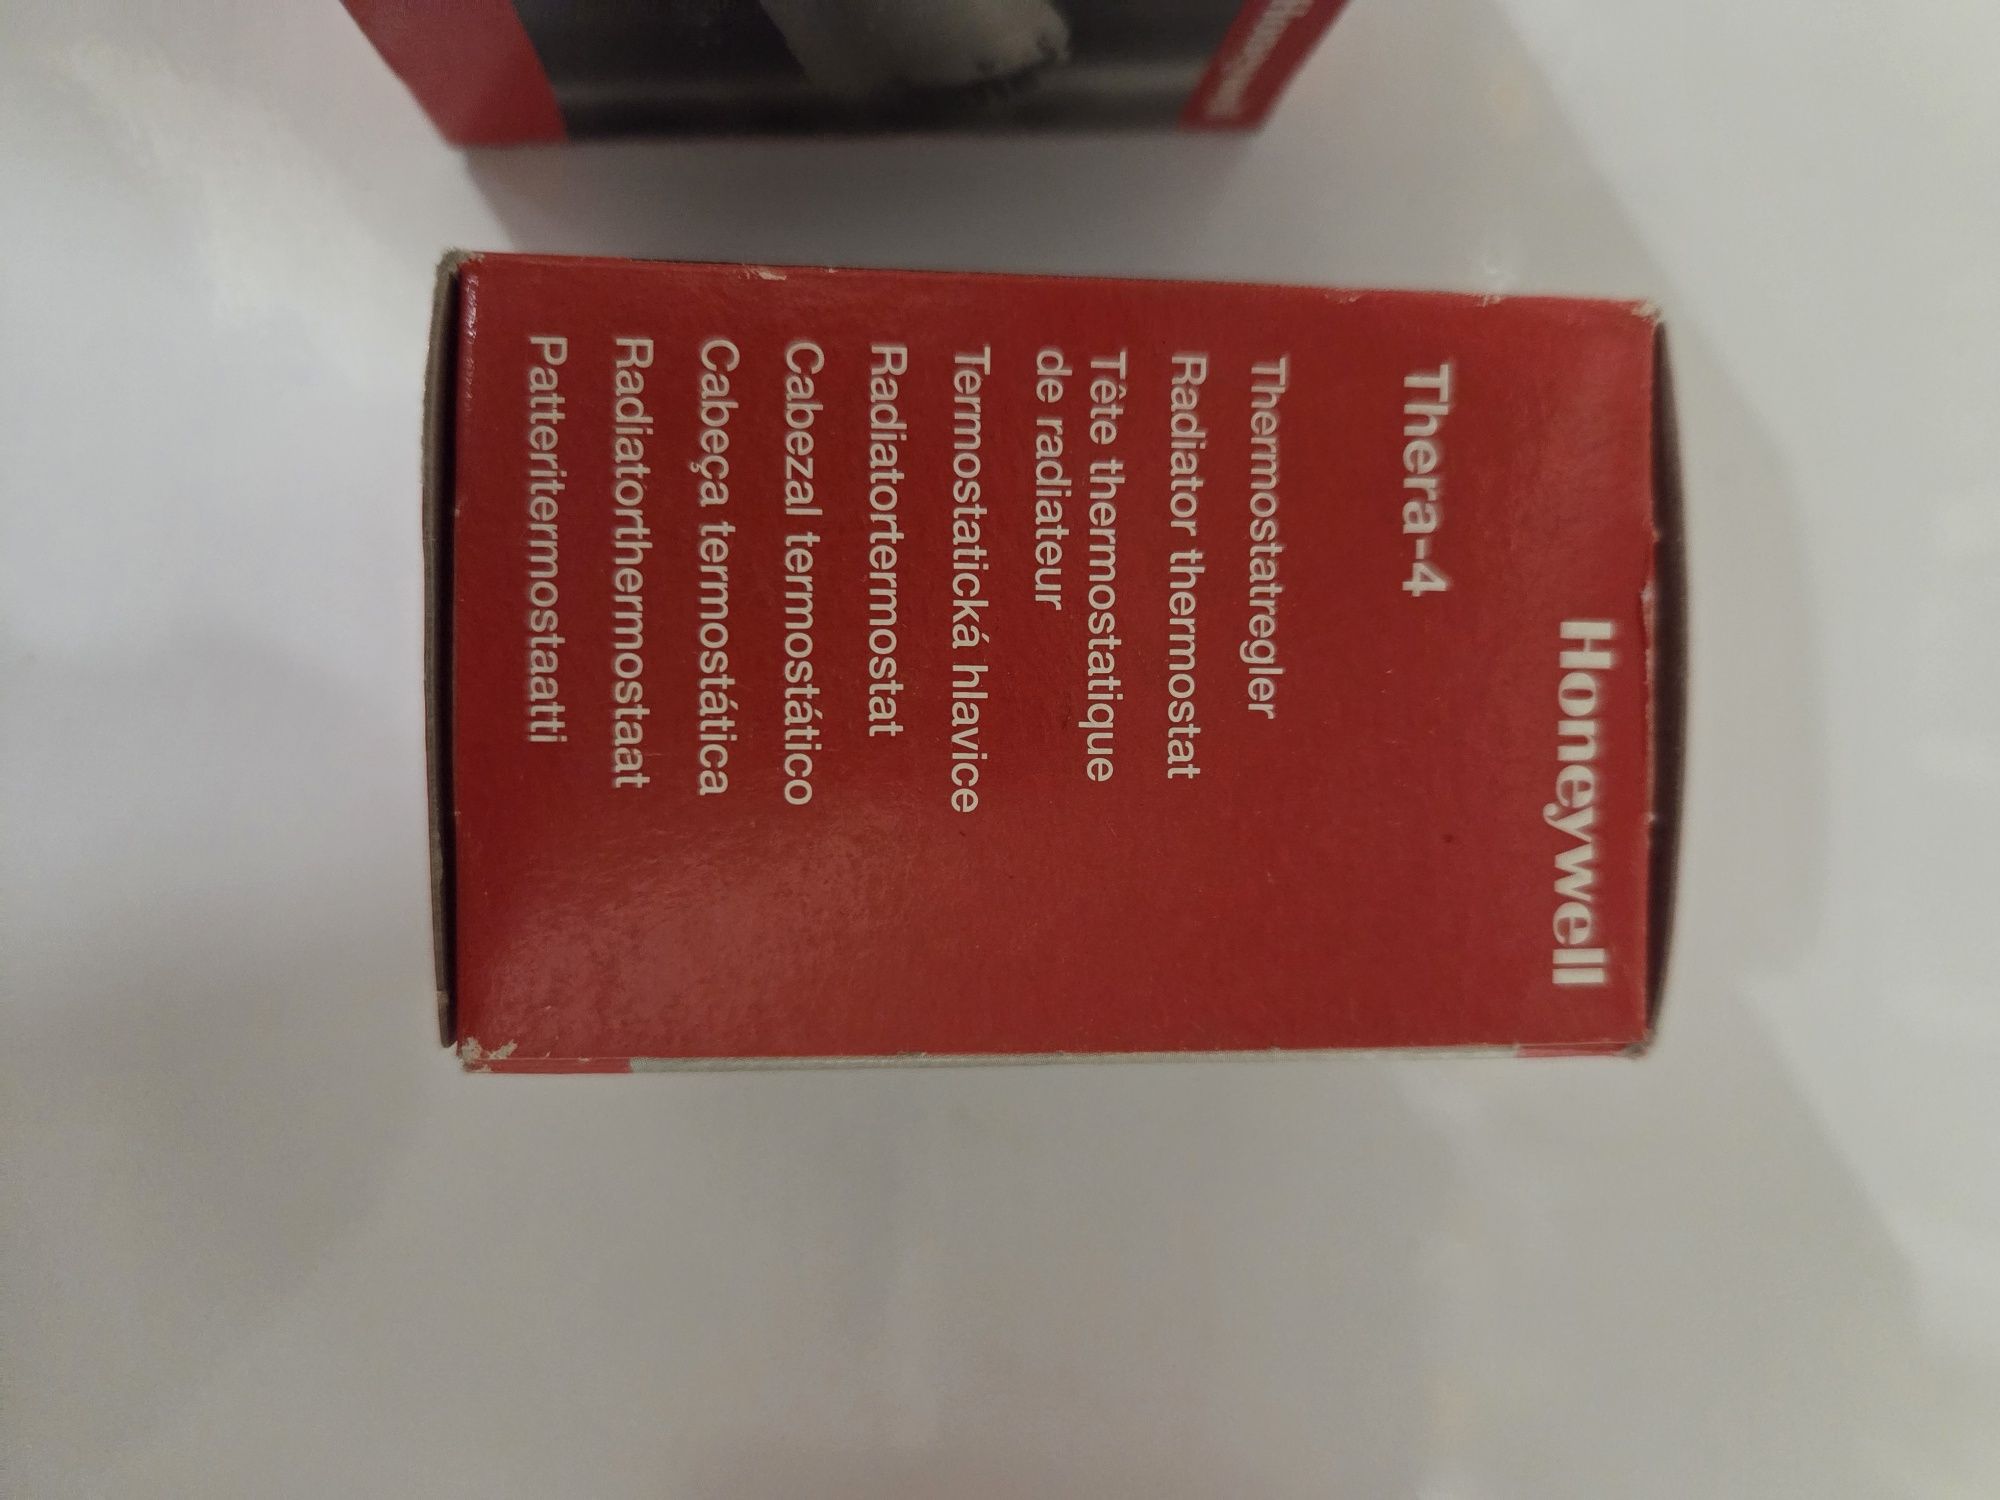 Honeywell
Thera-4
Thermostatregler
Radiator thermostat
Tête thermostatique
de radiateur
Termostatická hlavice
Radiatortermostat
Cabezal termostático
Cabeça termostática
Radiatorthermostaat
Patteritermostaatti
Honeywell